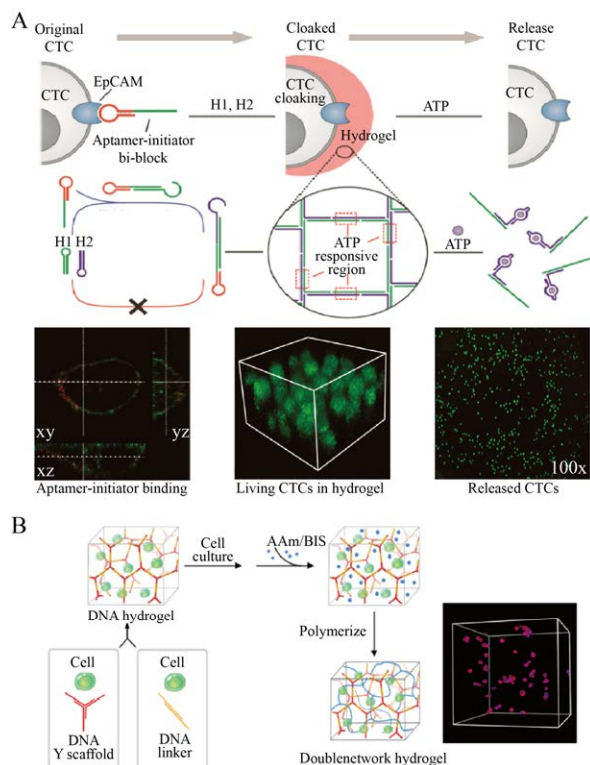 A
Original
CTC
Cloaked
CTC
Release
CTC
EpCAM
CTC
CTC
CTC
cloaking
CTC
H1, H2
ATP
Aptamer-initiator
bi-block
Hydrogel
H1 H2
ATP
responsive
region
ATP
xy
yz
xz
100x
Aptamer-initiator binding
Living CTCs in hydrogel
Released CTCs
B
Cell
culture
AAm/BIS
DNA hydrogel
Polymerize
Cell
Cell
DNA
Y scaffold
DNA
linker
Doublenetwork hydrogel